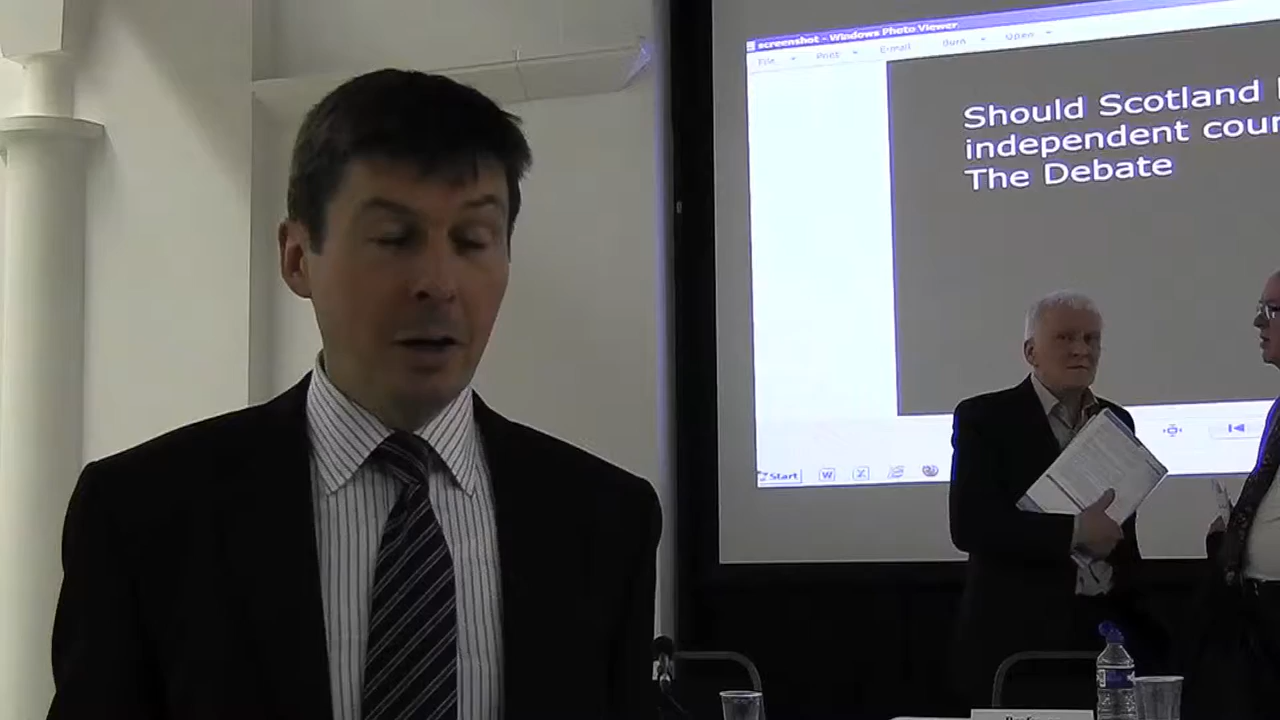 screenshot - Windows Photo Viewer
File Print E-mail Burn Open
Should Scotland
independent
The Debate
Start
W